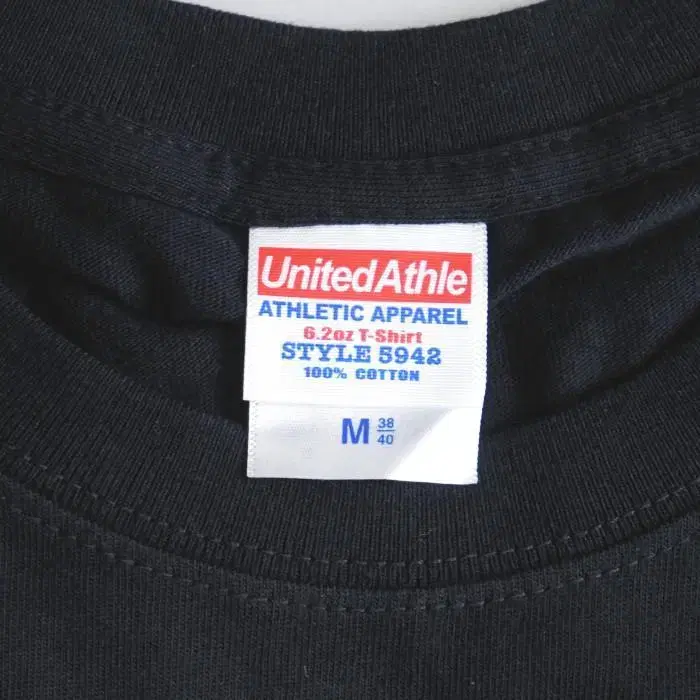 UnitedAthle
ATHLETIC APPAREL
6.2oz T-Shirt
STYLE 5942
100% COTTON
M 38/40